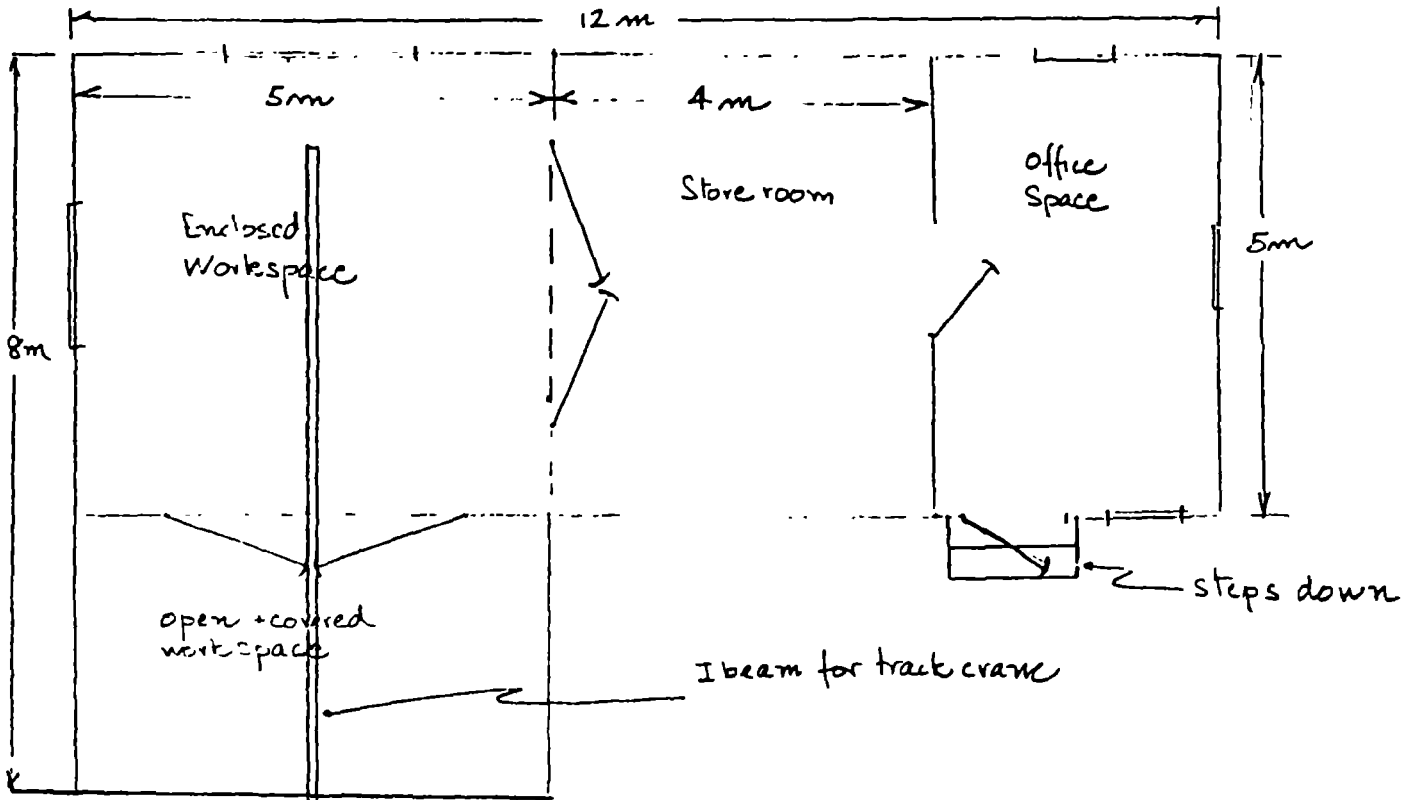 12 m
5m
4 m
Enclosed
Workspace
Store room
Office
Space
5m
8m
open + covered
workspace
steps down
I beam for track crane